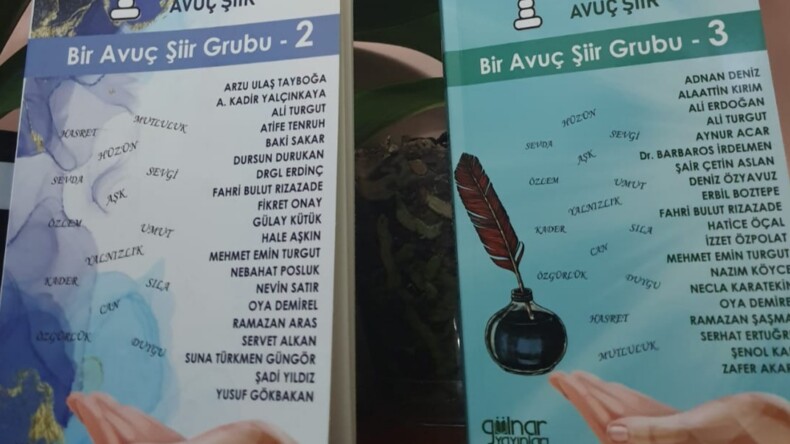 AVUÇ ŞİİR
Bir Avuç Şiir Grubu - 2
ARZU ULAŞ TAYBOĞA
A. KADİR YALÇINKAYA
ALİ TURGUT
ATİFE TENRUH
BAKİ SAKAR
DURSUN DURUKAN
DRGL ERDİNÇ
FAHRİ BULUT RIZAZADE
FİKRET ONAY
GÜLAY KÜTÜK
HALE AŞKIN
MEHMET EMİN TURGUT
NEBAHAT POSLUK
NEVİN SATIR
OYA DEMİREL
RAMAZAN ARAS
SERVET ALKAN
SUNA TÜRKMEN GÜNGÖR
ŞADİ YILDIZ
YUSUF GÖKBAKAN
HASRET
MUTLULUK
HÜZÜN
SEVDA
SEVGİ
AŞK
ÖZLEM
UMUT
YALNIZLIK
KADER
SILA
CAN
ÖZGÜRLÜK
DUYGU
AVUÇ ŞİİR
Bir Avuç Şiir Grubu - 3
ADNAN DENİZ
ALAATTİN KIRIM
ALİ ERDOĞAN
ALİ TURGUT
AYNUR ACAR
Dr. BARBAROS İRDELMEN
ŞAİR ÇETİN ASLAN
DENİZ ÖZYAVUZ
ERBİL BOZTEPE
FAHRİ BULUT RIZAZADE
HATİCE ÖÇAL
İZZET ÖZPOLAT
MEHMET EMİN TURGUT
NAZIM KÖYCE
NECLA KARATEKİN
OYA DEMİREL
RAMAZAN ŞAŞMA
SERHAT ERTUĞR
ŞENOL KA
ZAFER AKAR
HÜZÜN
SEVDA
SEVGİ
AŞK
ÖZLEM
UMUT
YALNIZLIK
KADER
SILA
CAN
ÖZGÜRLÜK
DUYGU
HASRET
MUTLULUK
gülnar
yayınları